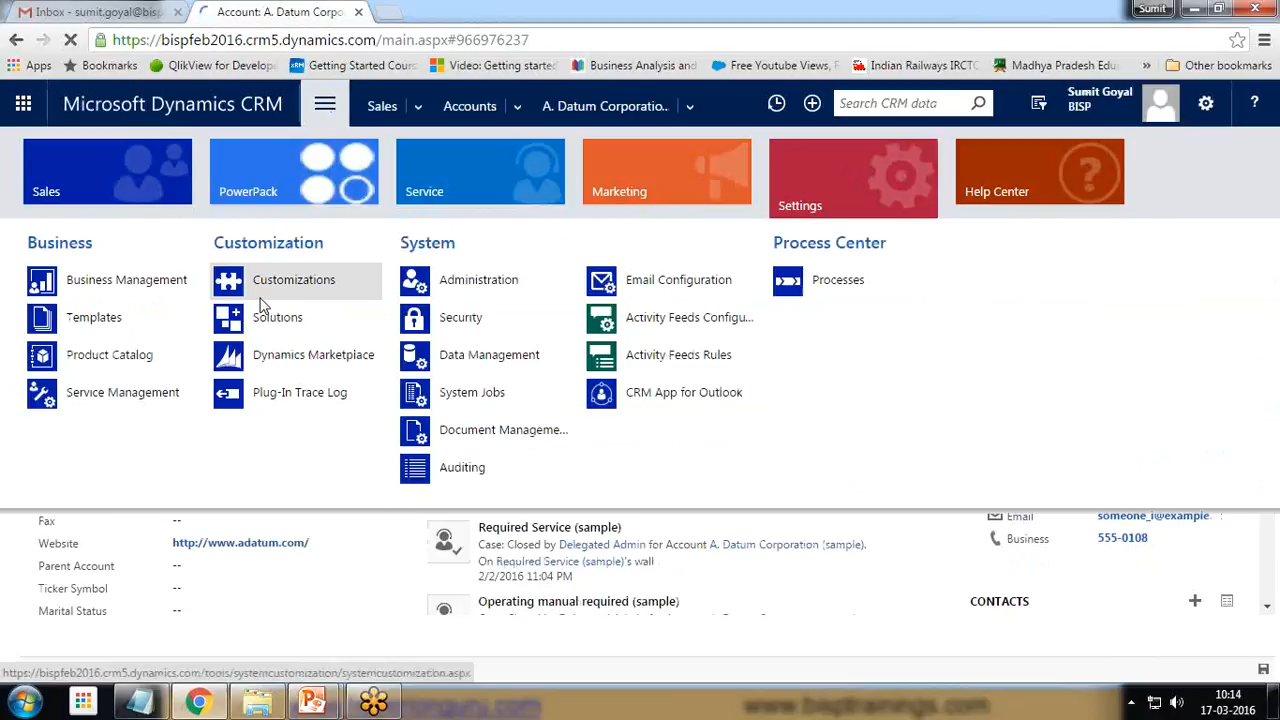 Inbox - sumit.goyal@bisp
Account: A. Datum Corpo
Sumit
https://bispfeb2016.crm5.dynamics.com/main.aspx#966976237
Apps
Bookmarks
QlikView for Develop
Getting Started Cour
Video: Getting started
Business Analysis and
Free Youtube Views,
Indian Railways IRCTC
Madhya Pradesh Edu
»
Other bookmarks
Microsoft Dynamics CRM
Sales
Accounts
A. Datum Corporatio...
Search CRM data
Sumit Goyal
BISP
?
Sales
PowerPack
Service
Marketing
Settings
Help Center
Business
Customization
System
Process Center
Business Management
Customizations
Administration
Email Configuration
Processes
Templates
Solutions
Security
Activity Feeds Configu...
Product Catalog
Dynamics Marketplace
Data Management
Activity Feeds Rules
Service Management
Plug-In Trace Log
System Jobs
CRM App for Outlook
Document Manageme...
Auditing
Fax
--
Website
http://www.adatum.com/
Parent Account
--
Ticker Symbol
--
Marital Status
--
Required Service (sample)
Case: Closed by Delegated Admin for Account A. Datum Corporation (sample).
On Required Service (sample)'s wall
2/2/2016 11:04 PM
Operating manual required (sample)
Email
someone_i@example.
Business
555-0108
CONTACTS
https://bispfeb2016.crm5.dynamics.com/tools/systemcustomization/systemcustomization.aspx
www.bisptrainings.com
10:14
17-03-2016